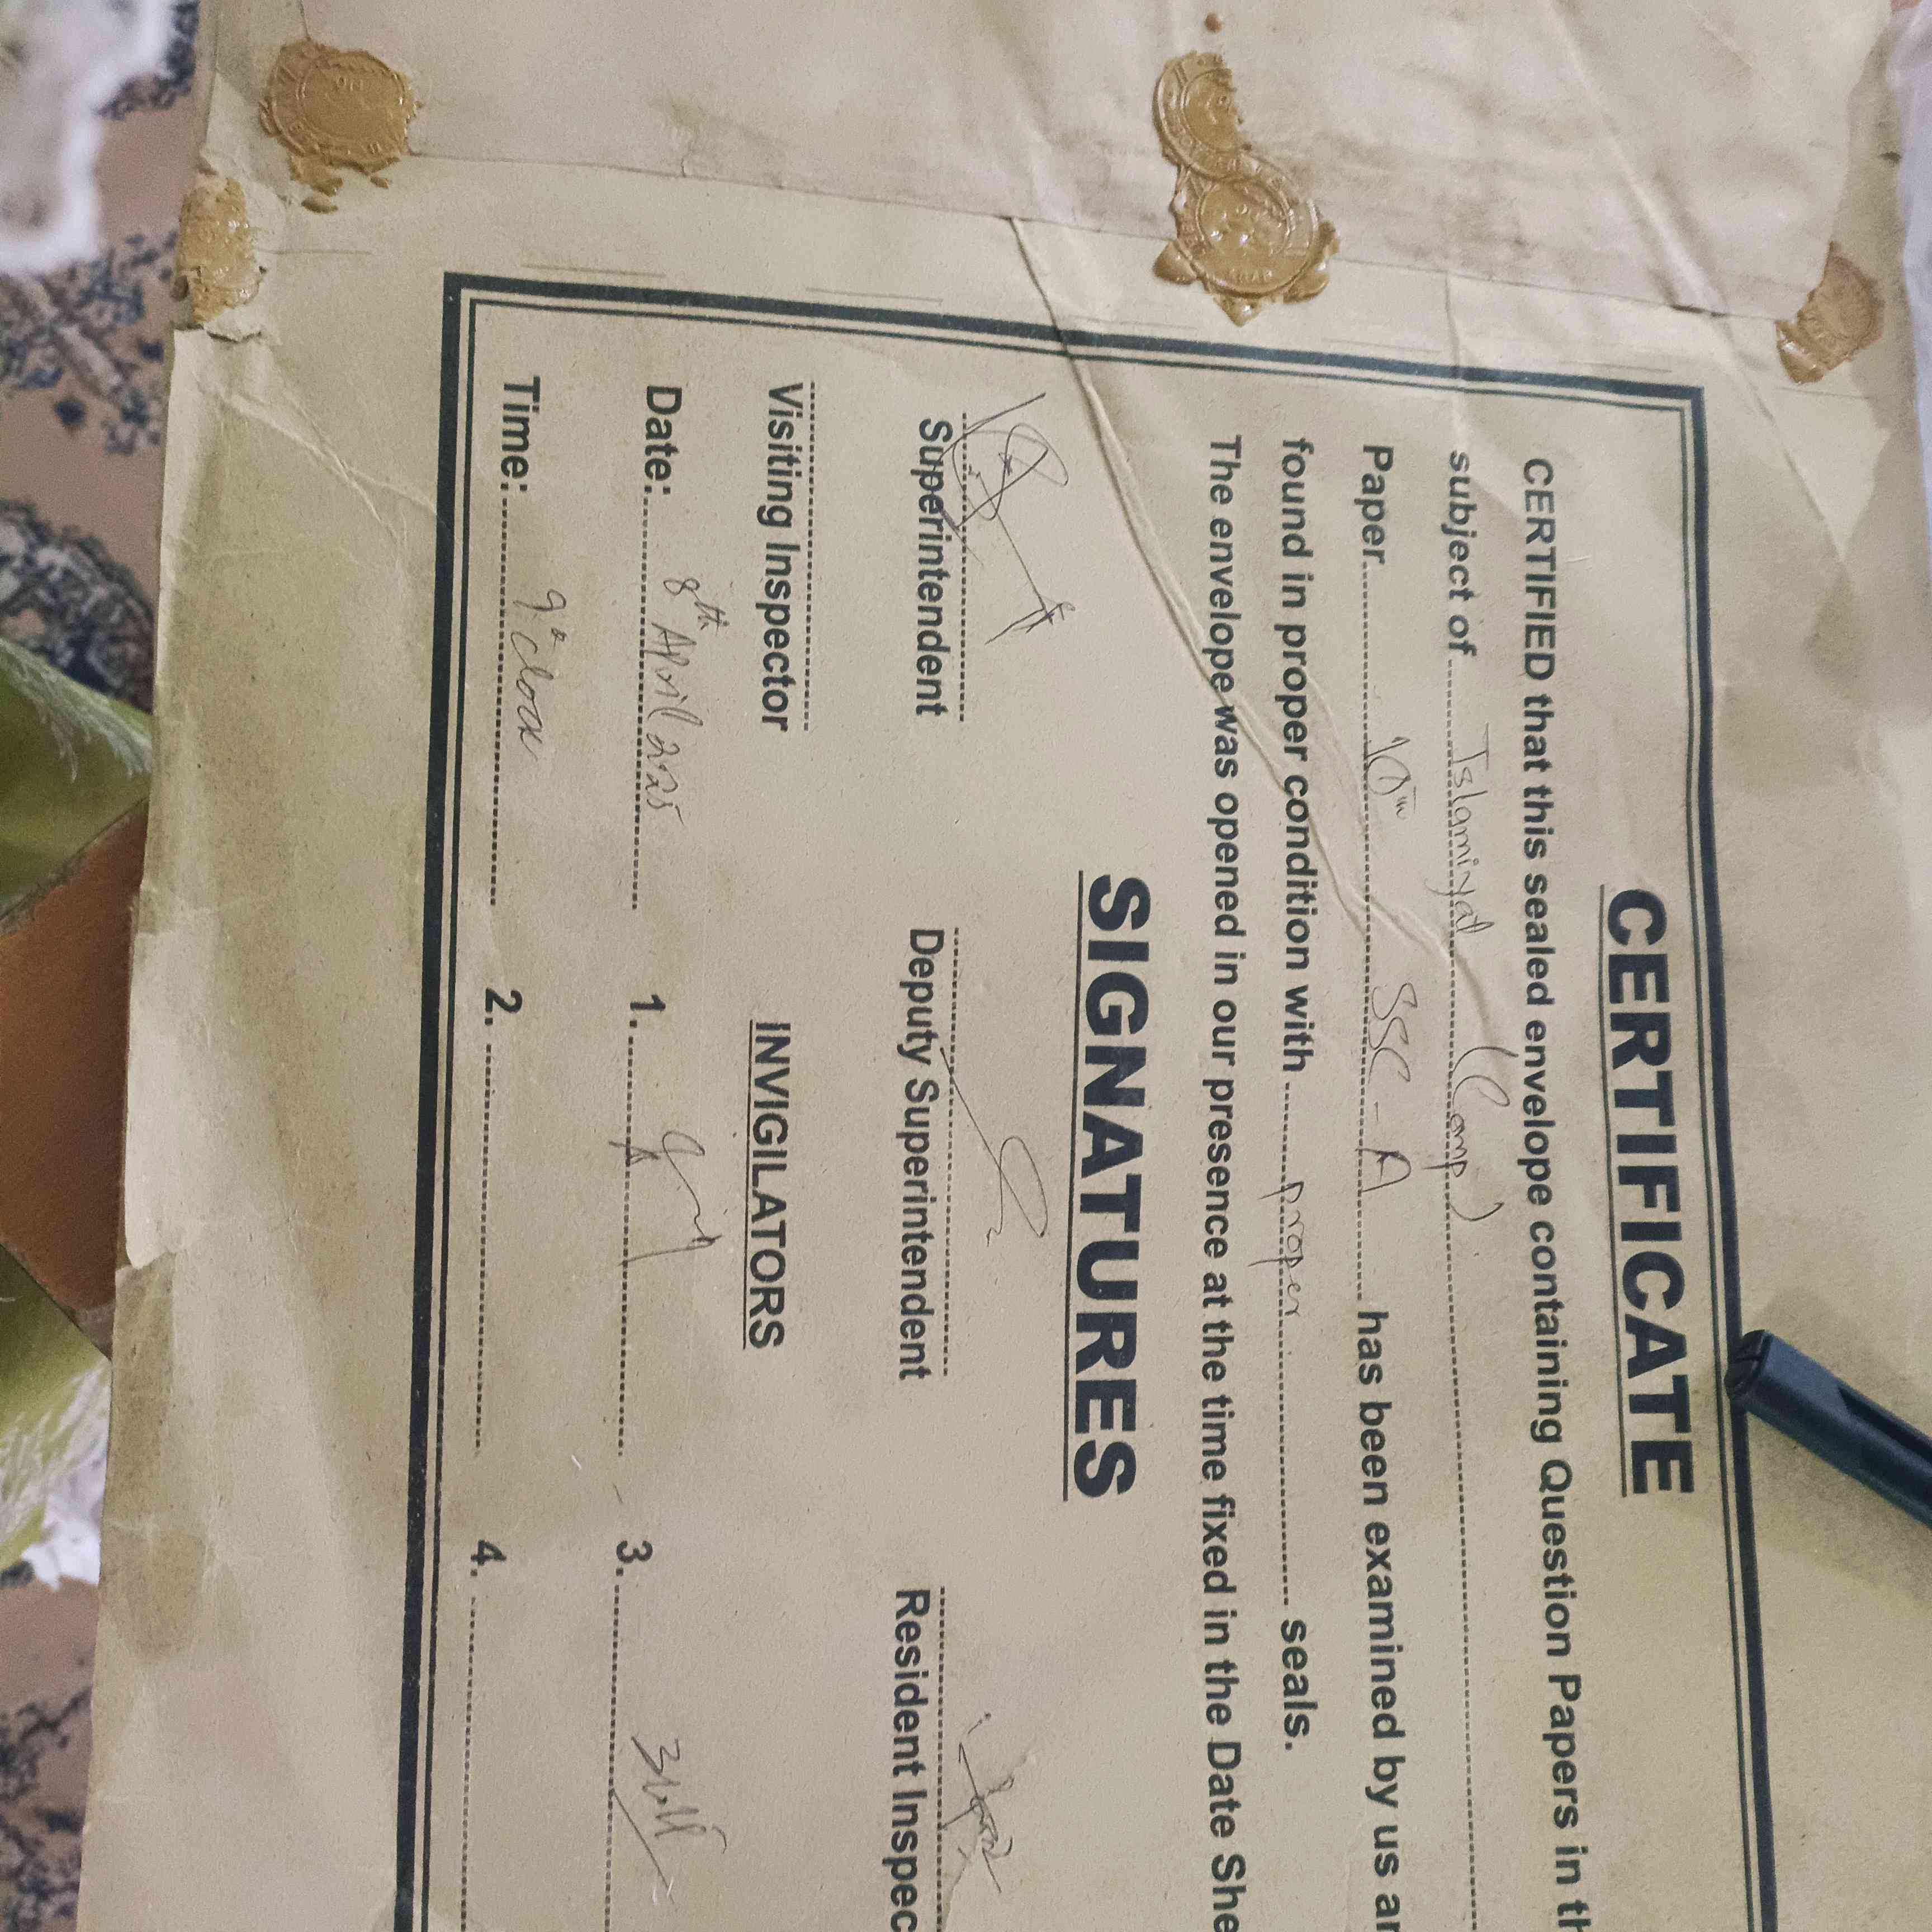 CERTIFICATE
CERTIFIED that this sealed envelope containing Question Papers in th
subject of Islamiyat (Comp)
Paper 10th SSC-A has been examined by us an
found in proper condition with proper seals.
The envelope was opened in our presence at the time fixed in the Date She
SIGNATURES
Superintendent Deputy Superintendent Resident Inspec
Visiting Inspector INVIGILATORS
Date: 8th April 2025 1. 3.
Time: 9 o clock 2. 4.